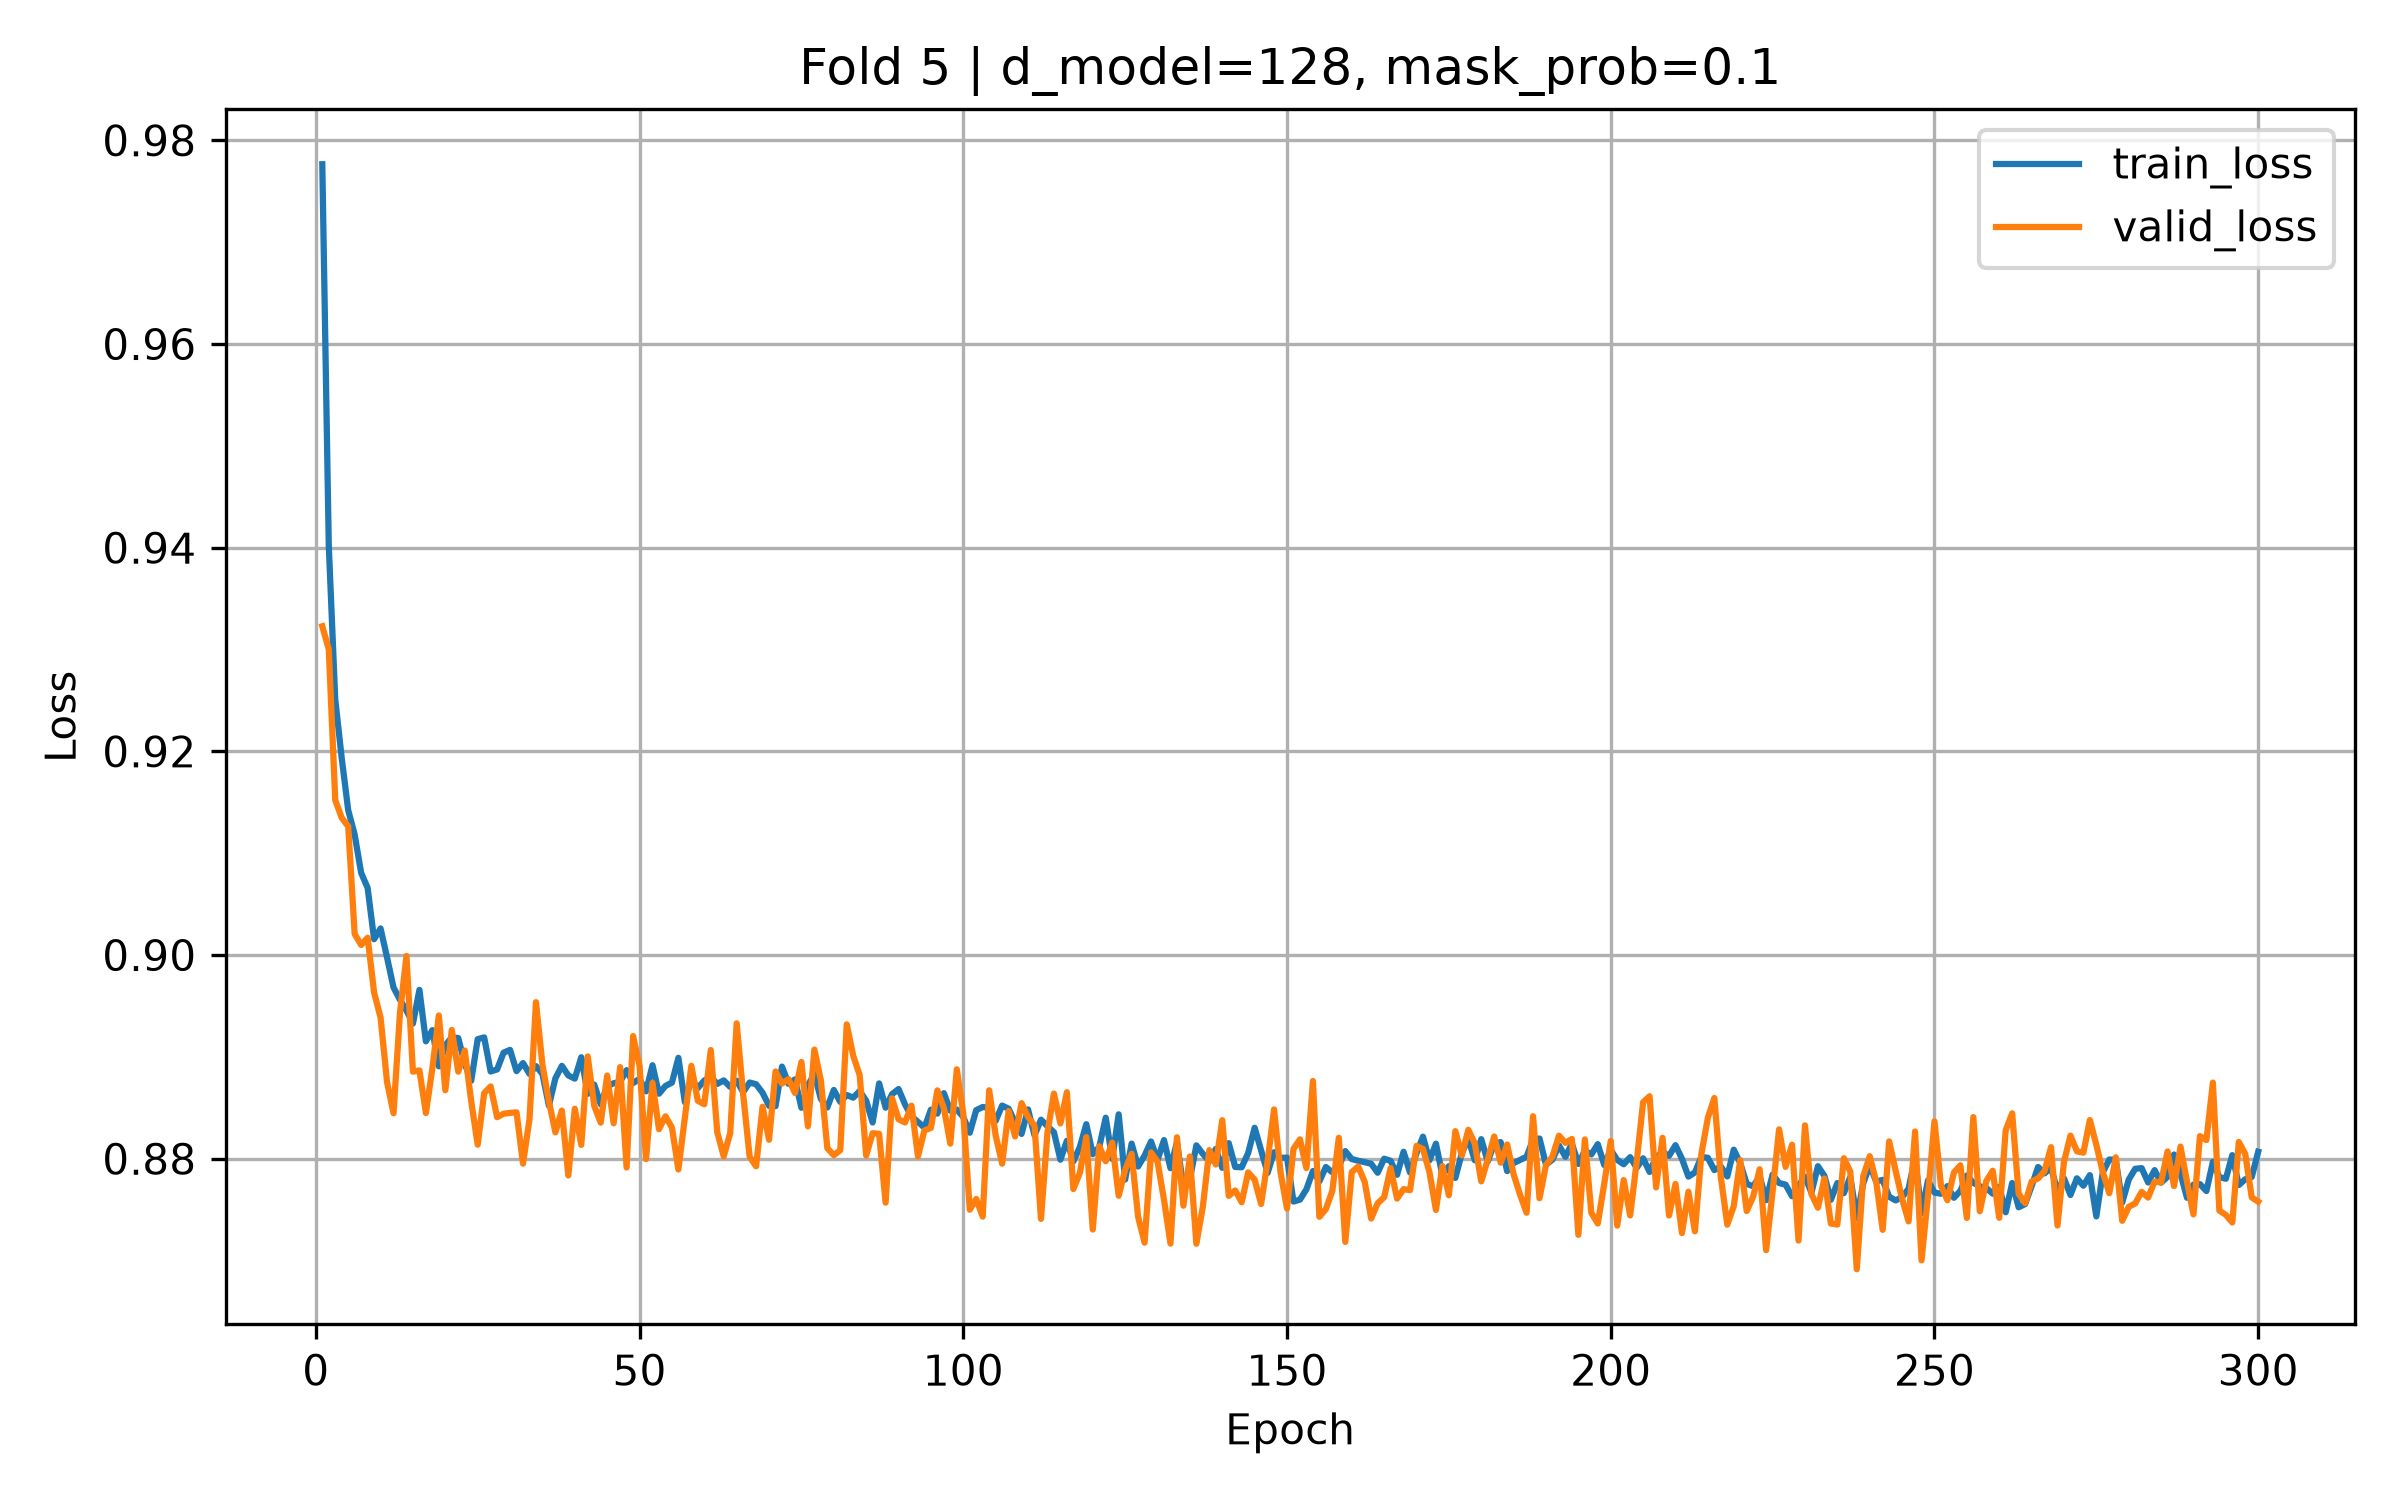 Fold 5 | d_model=128, mask_prob=0.1
train_loss
valid_loss
0.98
0.96
0.94
0.92
0.90
0.88
Loss
0 50 100 150 200 250 300
Epoch